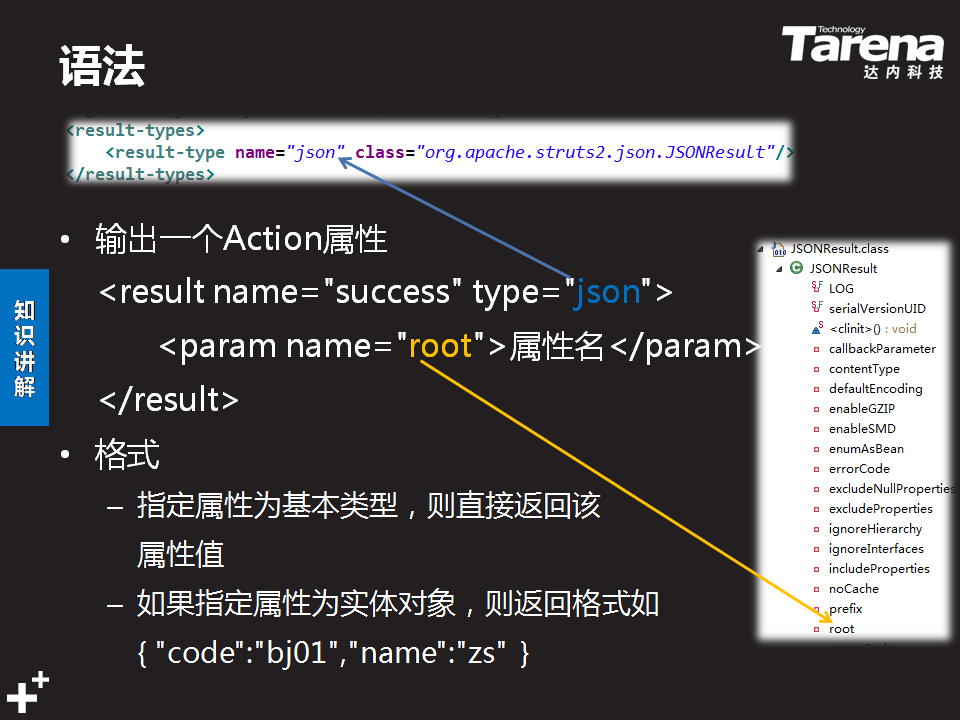 语法
Technology
Tarena
达内科技
<result-types>
<result-type name="json" class="org.apache.struts2.json.JSONResult"/>
</result-types>
• 输出一个Action属性
<result name="success" type="json">
<param name="root">属性名</param>
</result>
• 格式
– 指定属性为基本类型，则直接返回该
属性值
– 如果指定属性为实体对象，则返回格式如
{ "code":"bj01","name":"zs" }
知识讲解
JSONResult.class
JSONResult
LOG
serialVersionUID
<clinit>() : void
callbackParameter
contentType
defaultEncoding
enableGZIP
enableSMD
enumAsBean
errorCode
excludeNullProperties
excludeProperties
ignoreHierarchy
ignoreInterfaces
includeProperties
noCache
prefix
root